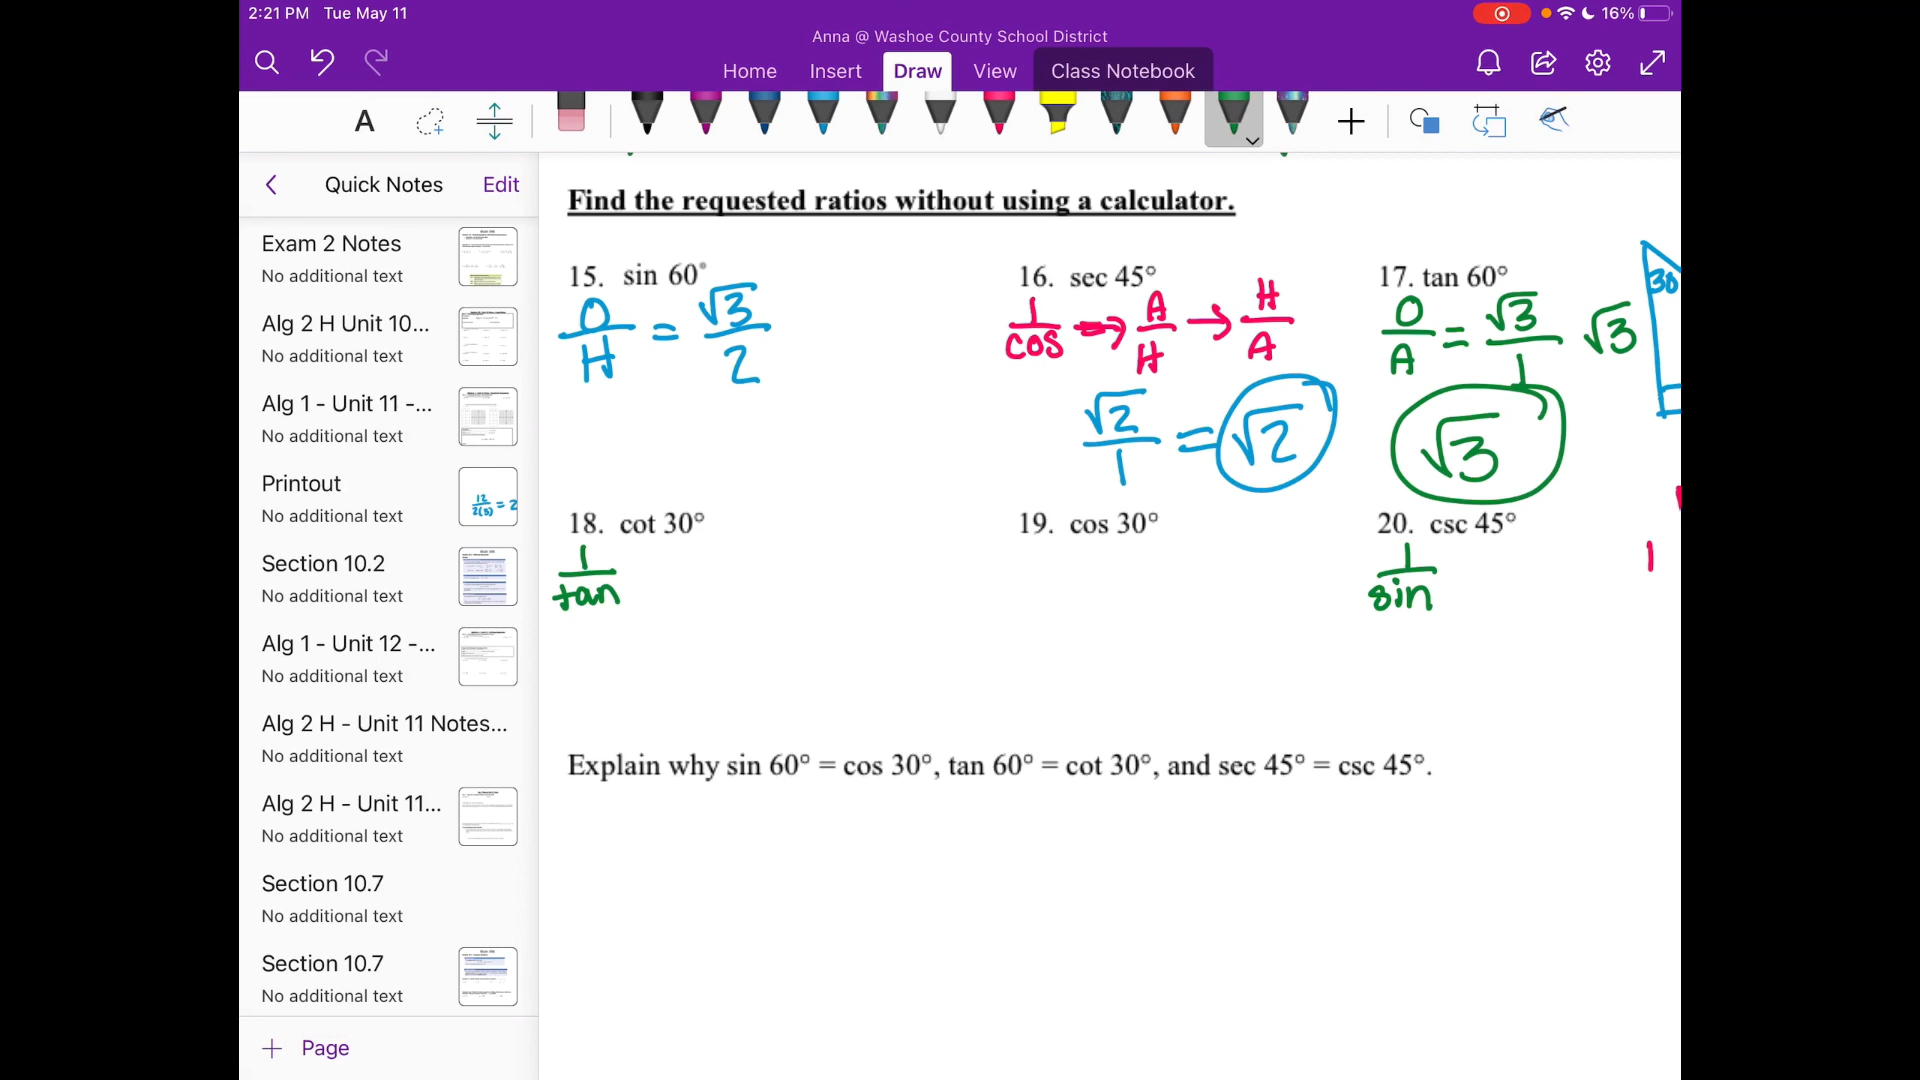 2:21 PM Tue May 11
16%
Anna @ Washoe County School District
Home Insert Draw View Class Notebook
A
Quick Notes Edit
Exam 2 Notes
No additional text
Alg 2 H Unit 10...
No additional text
Alg 1 - Unit 11 -...
No additional text
Printout
No additional text
12/2(3) = 2
Section 10.2
No additional text
Alg 1 - Unit 12 -...
No additional text
Alg 2 H - Unit 11 Notes...
No additional text
Alg 2 H - Unit 11...
No additional text
Section 10.7
No additional text
Section 10.7
No additional text
+ Page
Find the requested ratios without using a calculator.
15. sin 60°
O/H = √3/2
16. sec 45°
1/cos → A/H → H/A
√2/1 = √2
17. tan 60°
O/A = √3/1 √3
√3
30
18. cot 30°
1/tan
19. cos 30°
20. csc 45°
1/sin
1
Explain why sin 60° = cos 30°, tan 60° = cot 30°, and sec 45° = csc 45°.